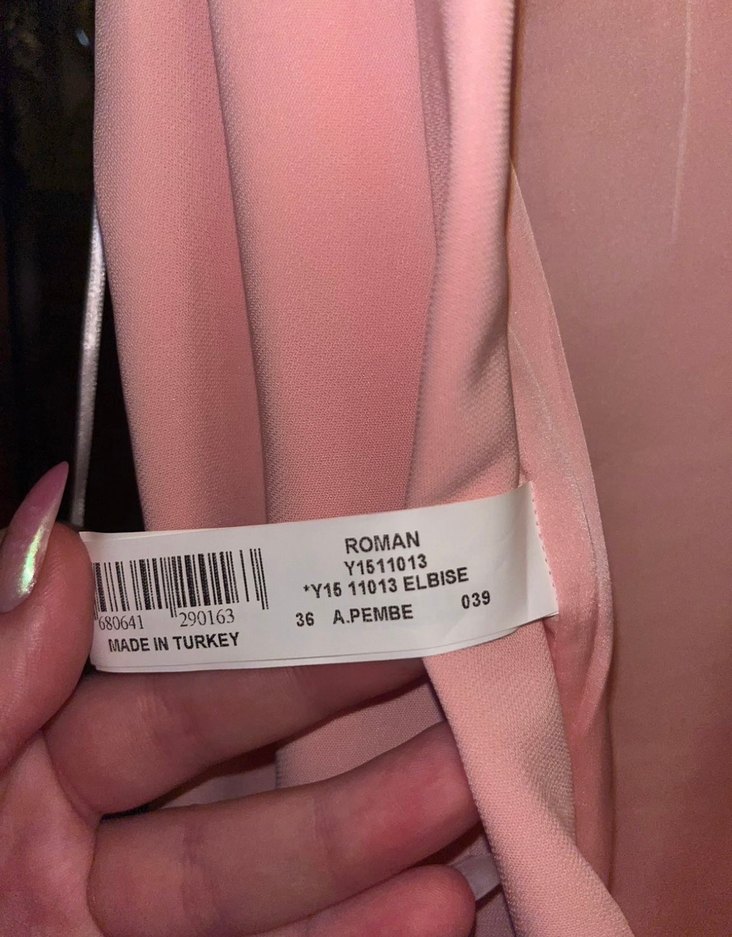 ROMAN
Y1511013
*Y15 11013 ELBISE
36 A.PEMBE 039
680641 290163
MADE IN TURKEY